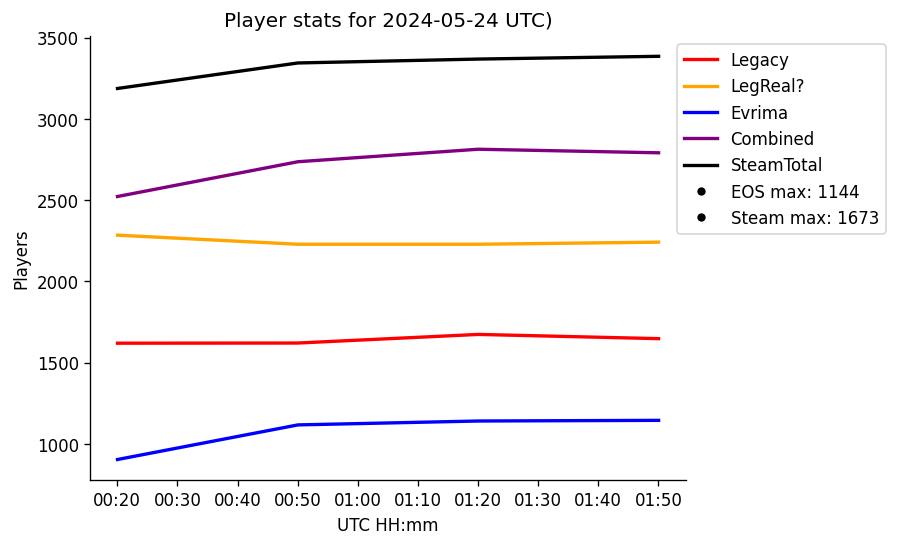 Player stats for 2024-05-24 UTC)
3500
3000
2500
2000
1500
1000
Players
00:20 00:30 00:40 00:50 01:00 01:10 01:20 01:30 01:40 01:50
UTC HH:mm
Legacy
LegReal?
Evrima
Combined
SteamTotal
EOS max: 1144
Steam max: 1673